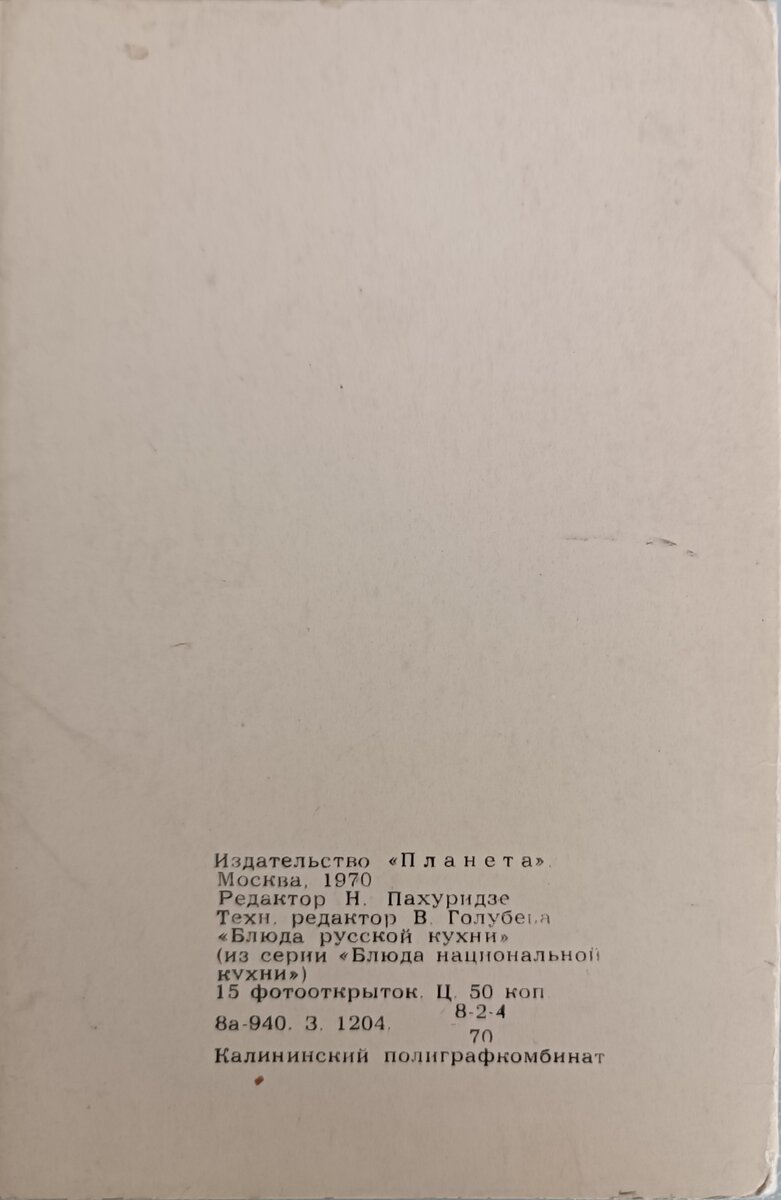 Издательство «Планета».
Москва, 1970
Редактор Н. Пахуридзе
Техн. редактор В. Голубева
«Блюда русской кухни»
(из серии «Блюда национальной
кухни»)
15 фотооткрыток. Ц. 50 коп.
8-2-4
8а-940. З. 1204.
70
Калининский полиграфкомбинат